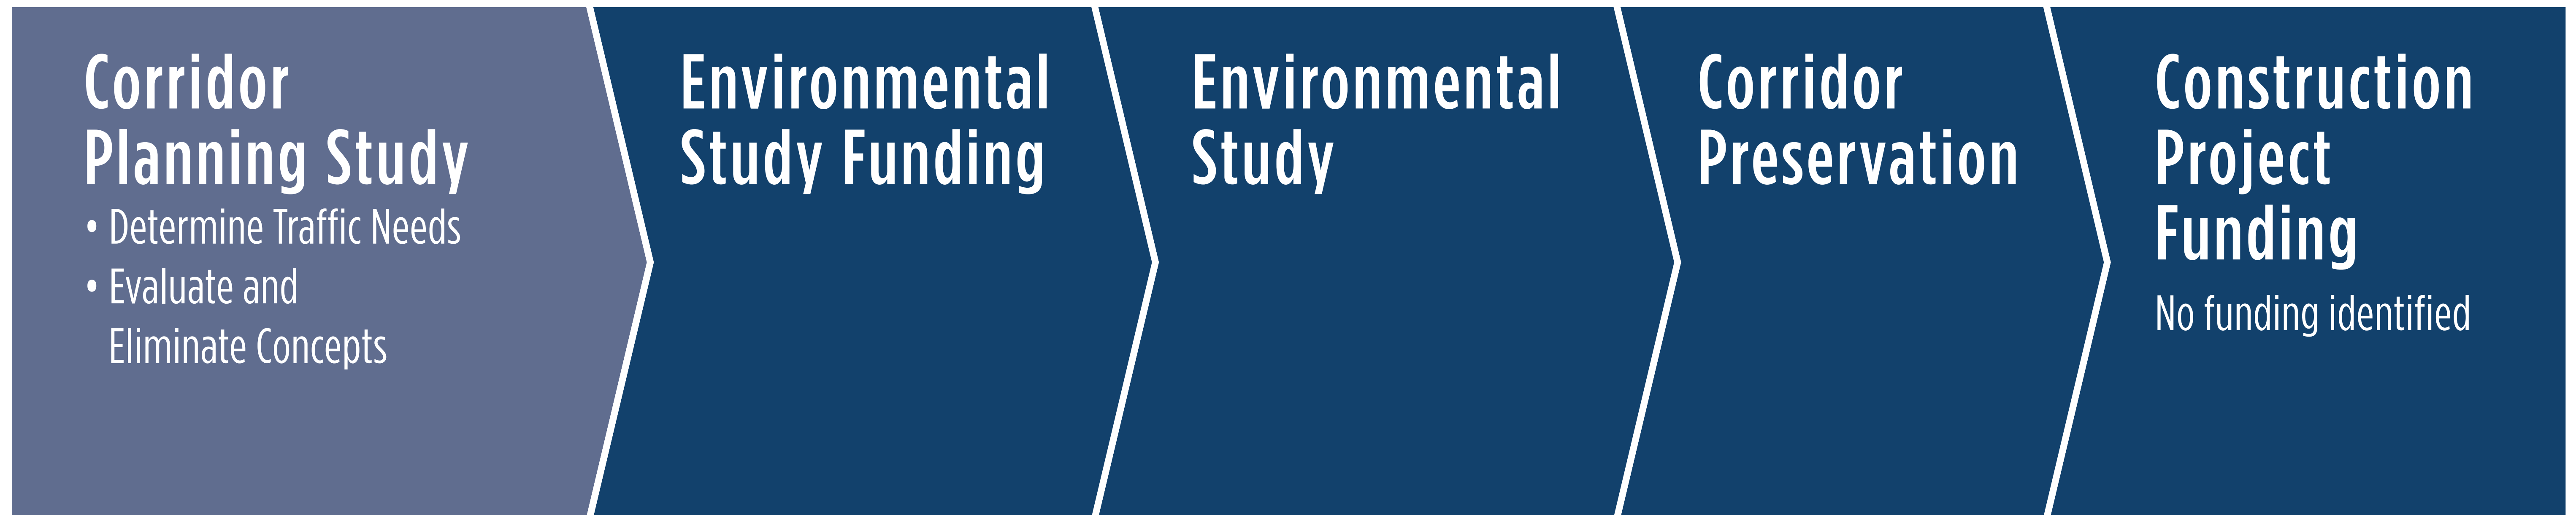 Corridor
Planning Study
• Determine Traffic Needs
• Evaluate and
Eliminate Concepts
Environmental
Study Funding
Environmental
Study
Corridor
Preservation
Construction
Project
Funding
No funding identified